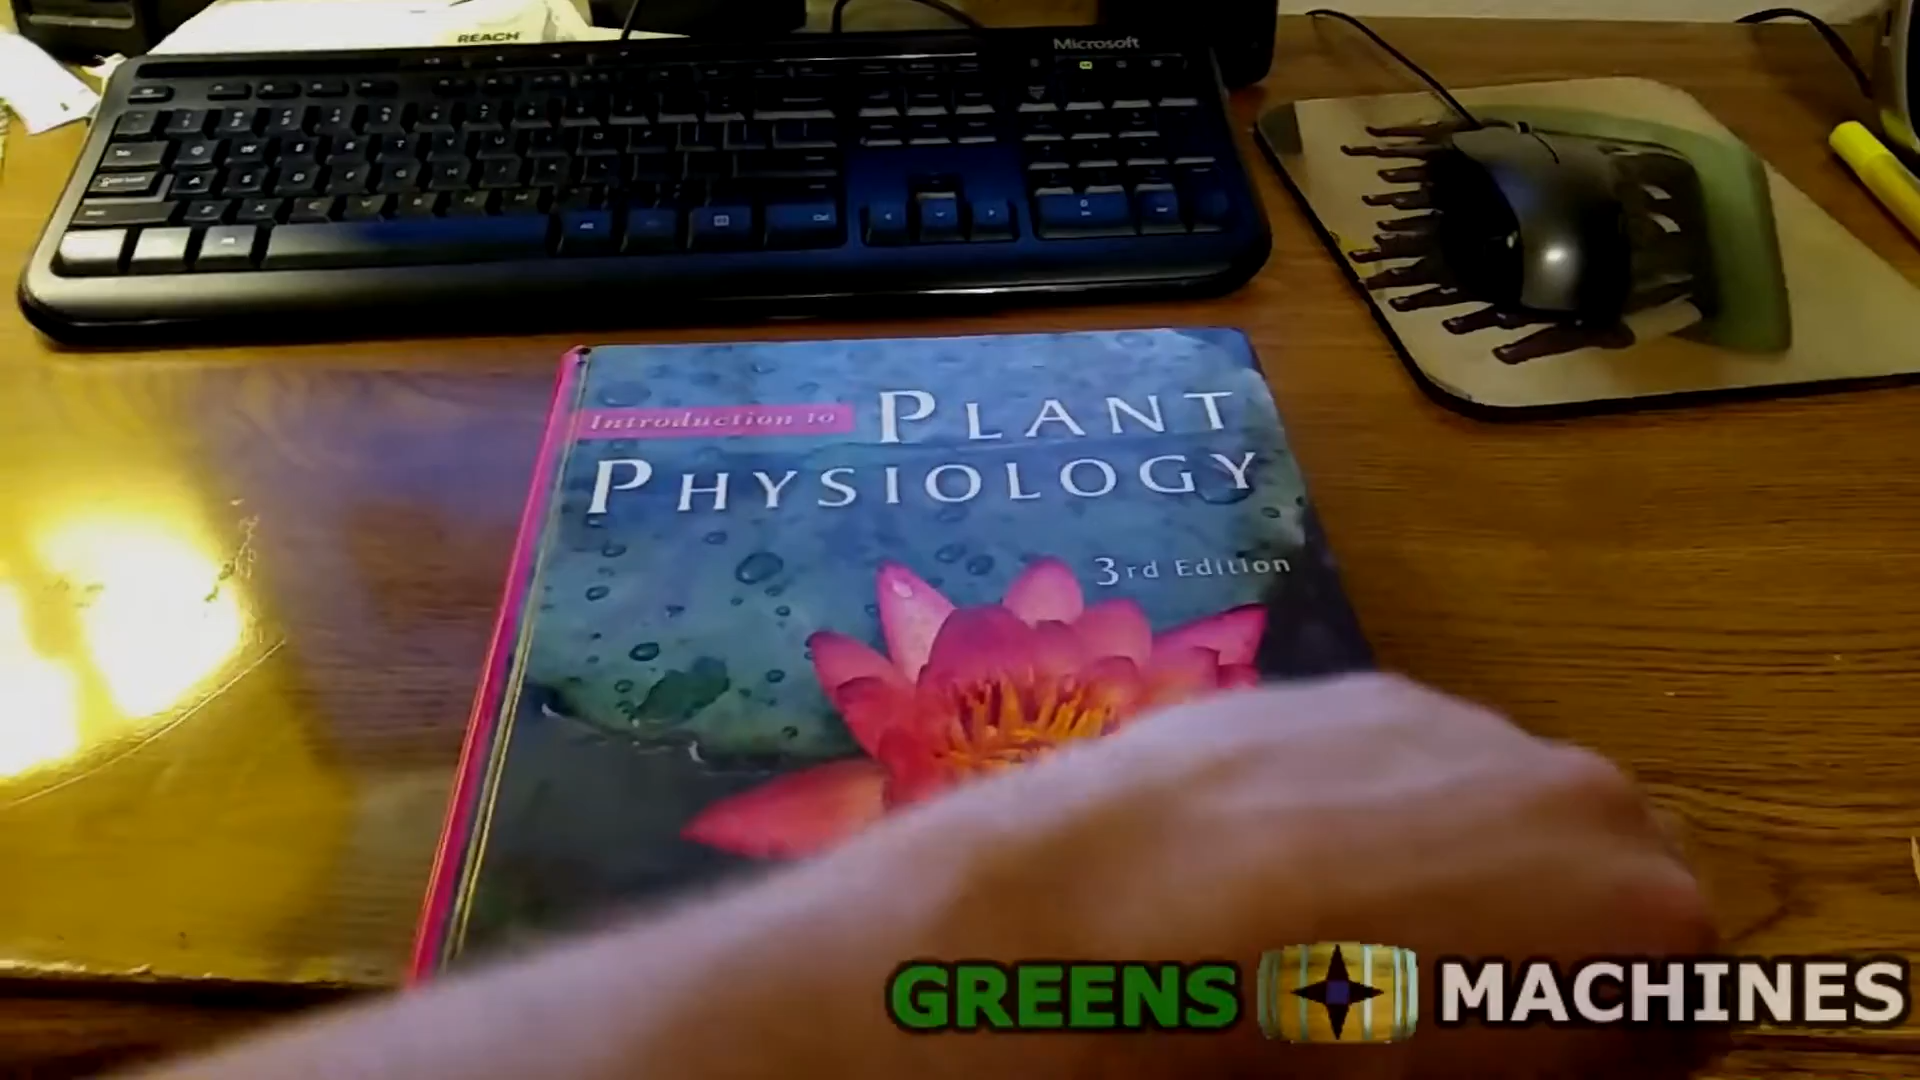 REACH
Microsoft
Introduction to PLANT
PHYSIOLOGY
3rd Edition
GREENS MACHINES